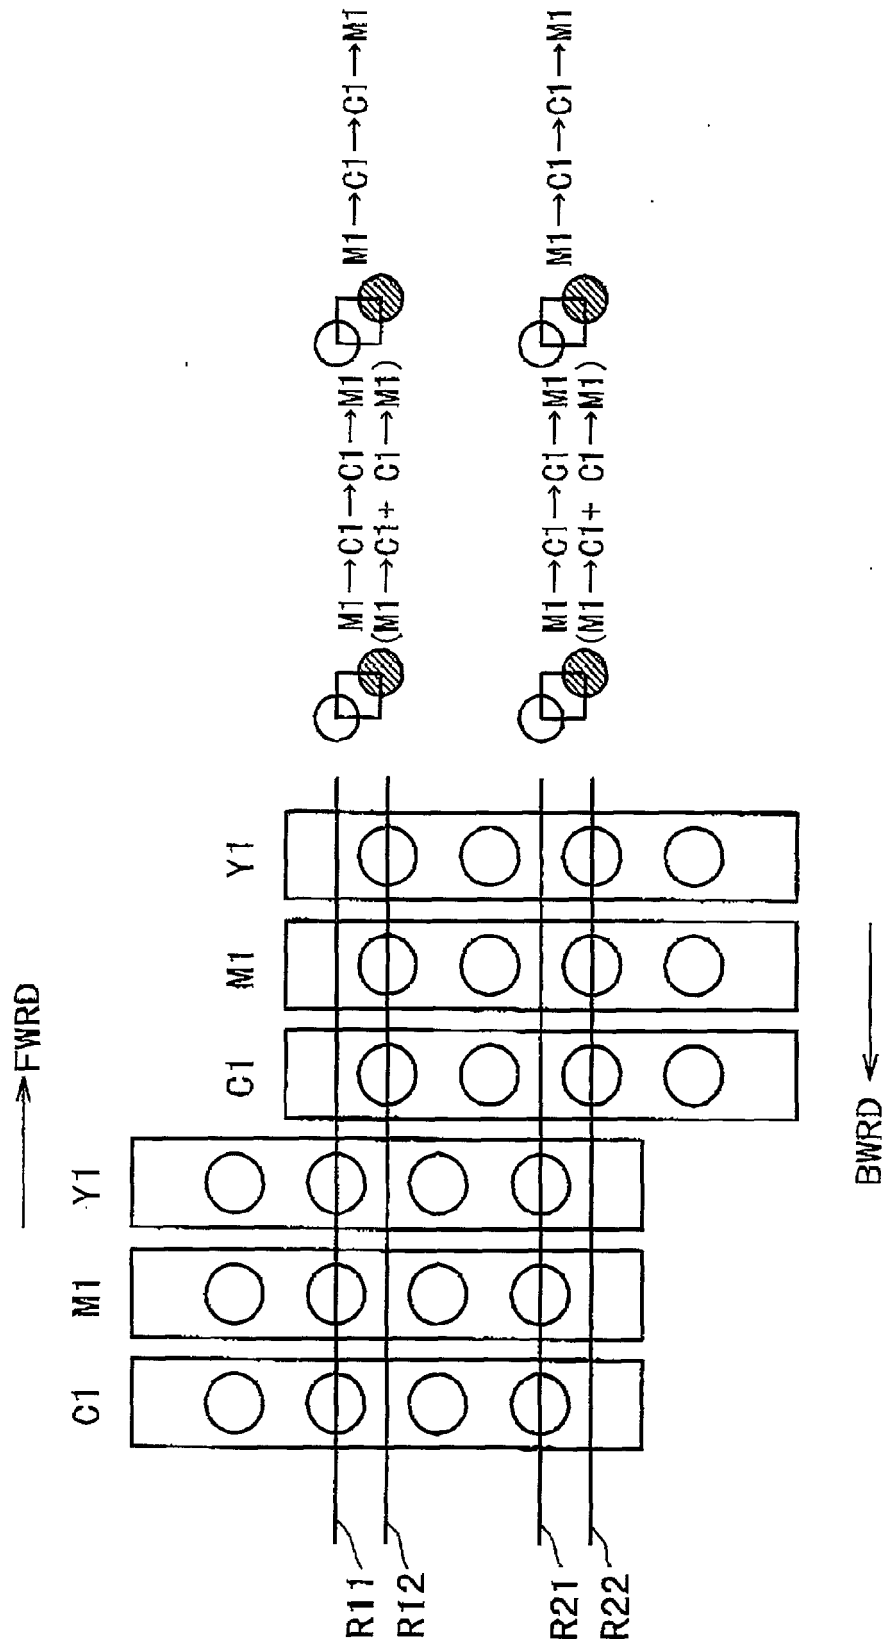 FWRD
C1 M1 Y1
C1 M1 Y1
R11
R12
R21
R22
M1→C1→C1→M1
(M1→C1+ C1→M1)
M1→C1→C1→M1
M1→C1→C1→M1
(M1→C1+ C1→M1)
M1→C1→C1→M1
BWRD